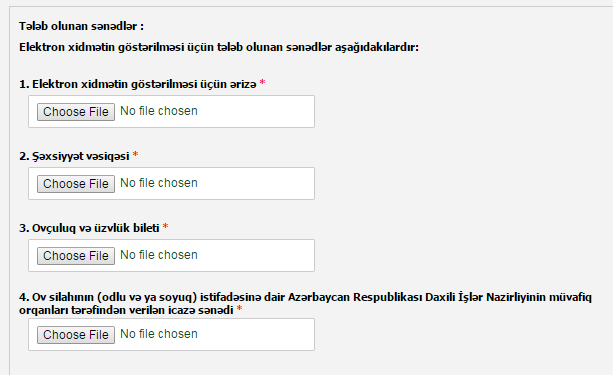 Tələb olunan sənədlər :
Elektron xidmətin göstərilməsi üçün tələb olunan sənədlər aşağıdakılardır:
1. Elektron xidmətin göstərilməsi üçün ərizə *
Choose File No file chosen
2. Şəxsiyyət vəsiqəsi *
Choose File No file chosen
3. Ovçuluq və üzvlük bileti *
Choose File No file chosen
4. Ov silahının (odlu və ya soyuq) istifadəsinə dair Azərbaycan Respublikası Daxili İşlər Nazirliyinin müvafiq
orqanları tərəfindən verilən icazə sənədi *
Choose File No file chosen